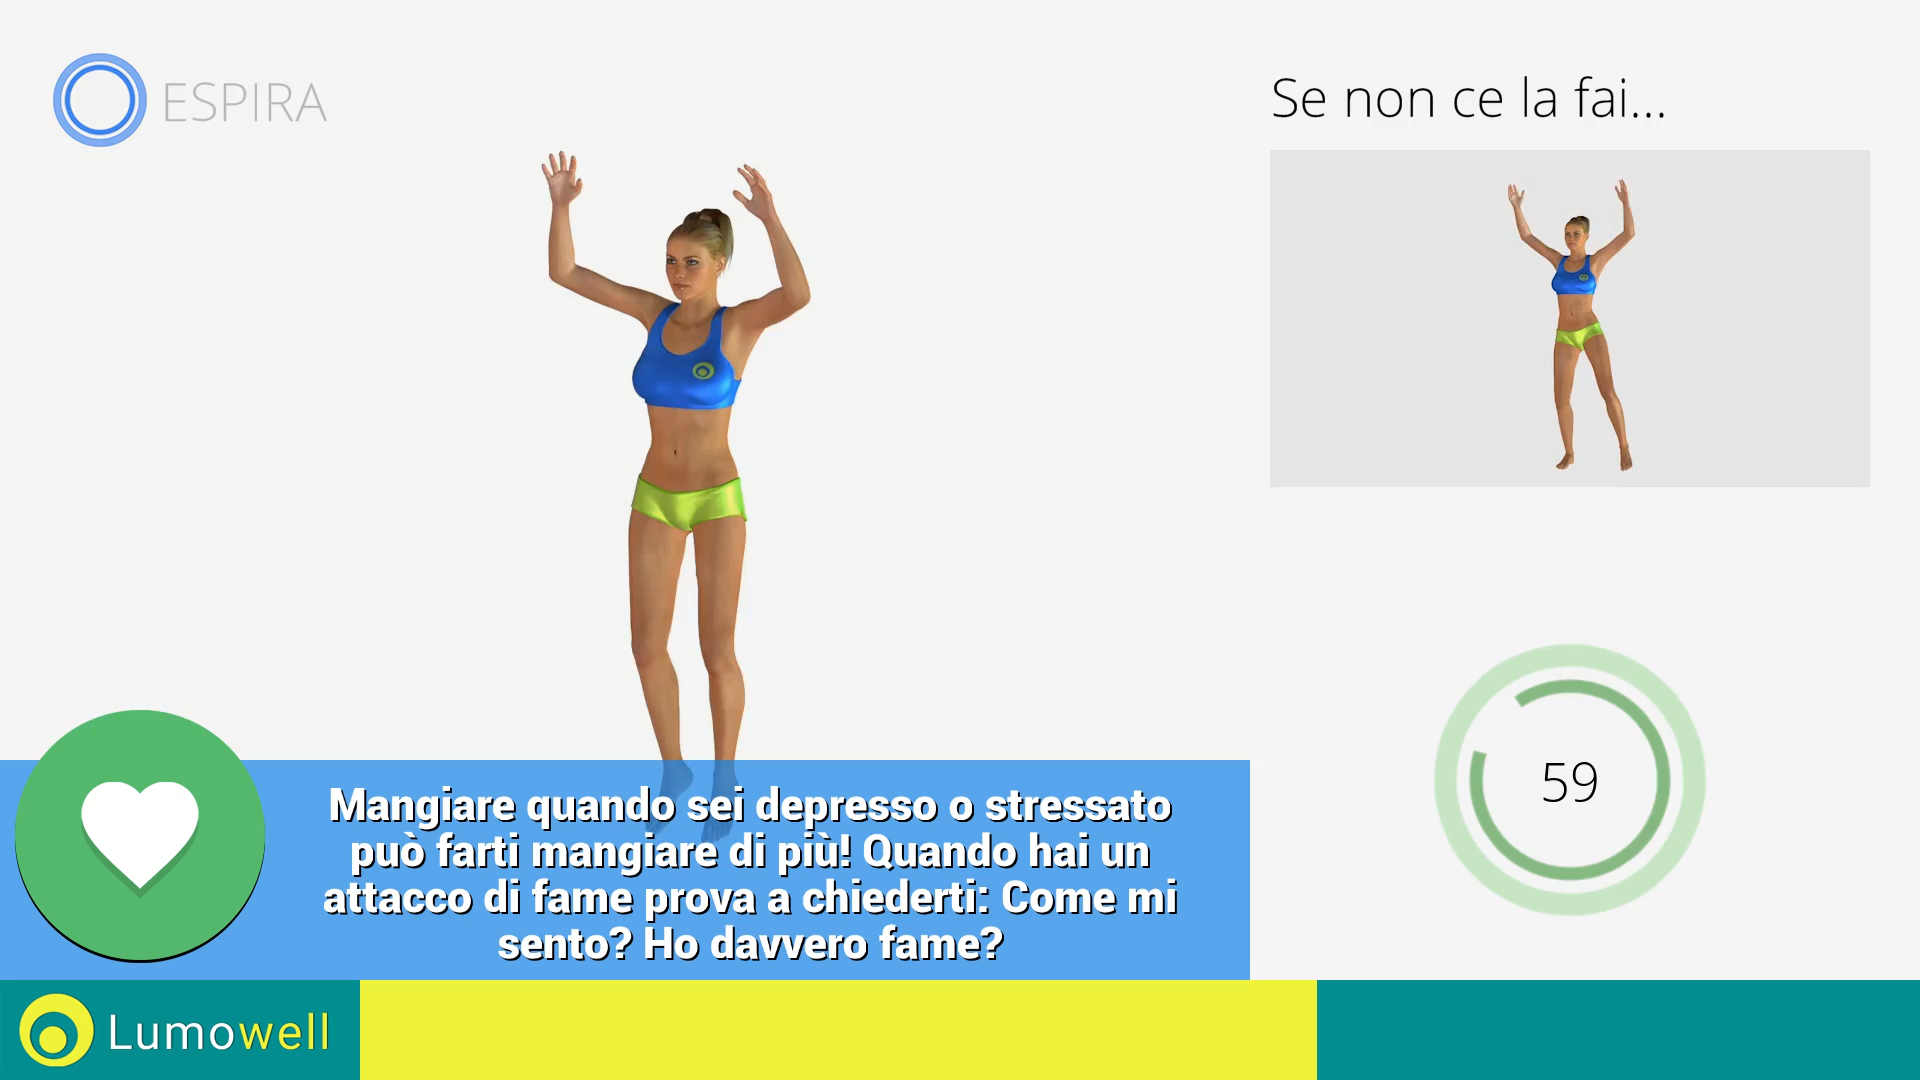 ESPIRA
Se non ce la fai...
59
Mangiare quando sei depresso o stressato
può farti mangiare di più! Quando hai un
attacco di fame prova a chiederti: Come mi
sento? Ho davvero fame?
Lumowell